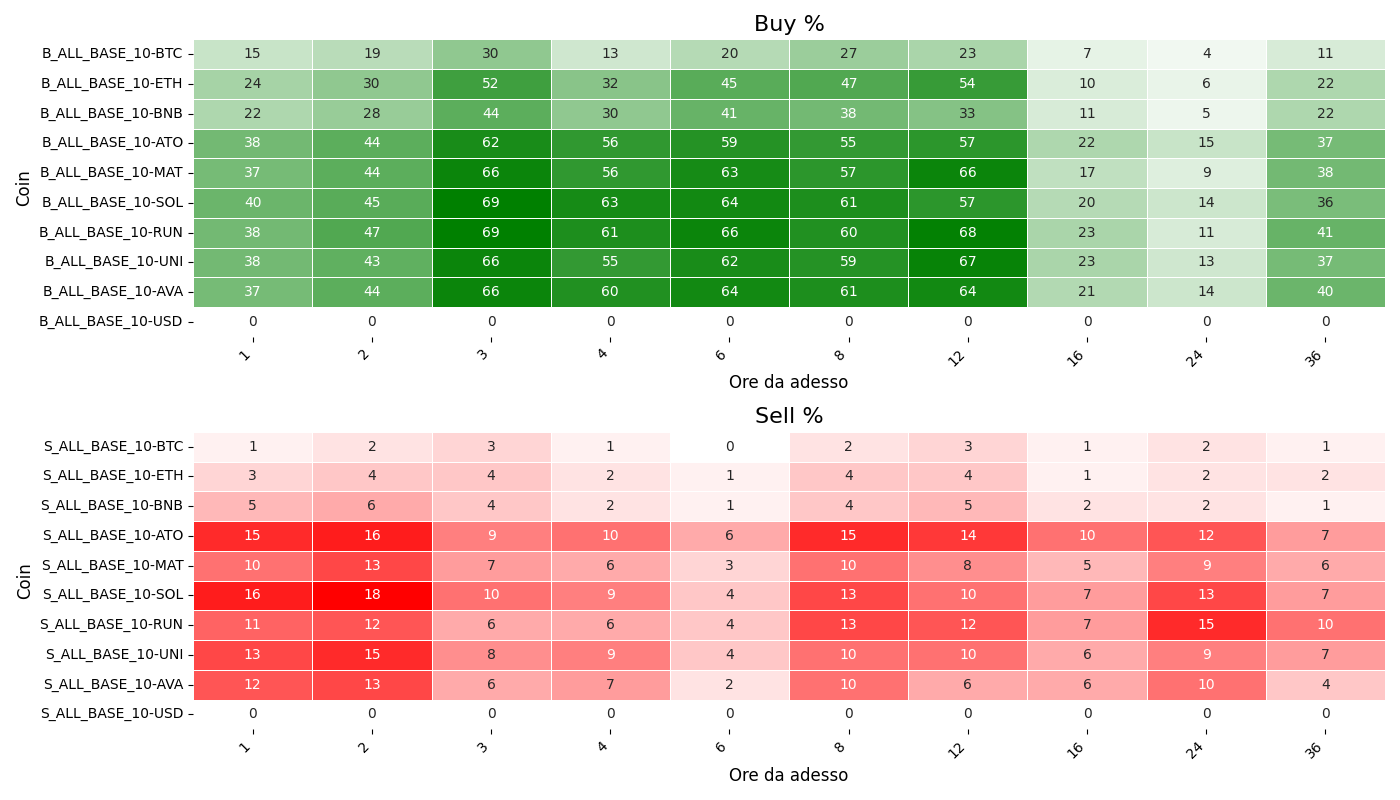 Buy %
Coin
B_ALL_BASE_10-BTC 15 19 30 13 20 27 23 7 4 11
B_ALL_BASE_10-ETH 24 30 52 32 45 47 54 10 6 22
B_ALL_BASE_10-BNB 22 28 44 30 41 38 33 11 5 22
B_ALL_BASE_10-ATO 38 44 62 56 59 55 57 22 15 37
B_ALL_BASE_10-MAT 37 44 66 56 63 57 66 17 9 38
B_ALL_BASE_10-SOL 40 45 69 63 64 61 57 20 14 36
B_ALL_BASE_10-RUN 38 47 69 61 66 60 68 23 11 41
B_ALL_BASE_10-UNI 38 43 66 55 62 59 67 23 13 37
B_ALL_BASE_10-AVA 37 44 66 60 64 61 64 21 14 40
B_ALL_BASE_10-USD 0 0 0 0 0 0 0 0 0 0
1 2 3 4 6 8 12 16 24 36
Ore da adesso
Sell %
Coin
S_ALL_BASE_10-BTC 1 2 3 1 0 2 3 1 2 1
S_ALL_BASE_10-ETH 3 4 4 2 1 4 4 1 2 2
S_ALL_BASE_10-BNB 5 6 4 2 1 4 5 2 2 1
S_ALL_BASE_10-ATO 15 16 9 10 6 15 14 10 12 7
S_ALL_BASE_10-MAT 10 13 7 6 3 10 8 5 9 6
S_ALL_BASE_10-SOL 16 18 10 9 4 13 10 7 13 7
S_ALL_BASE_10-RUN 11 12 6 6 4 13 12 7 15 10
S_ALL_BASE_10-UNI 13 15 8 9 4 10 10 6 9 7
S_ALL_BASE_10-AVA 12 13 6 7 2 10 6 6 10 4
S_ALL_BASE_10-USD 0 0 0 0 0 0 0 0 0 0
1 2 3 4 6 8 12 16 24 36
Ore da adesso